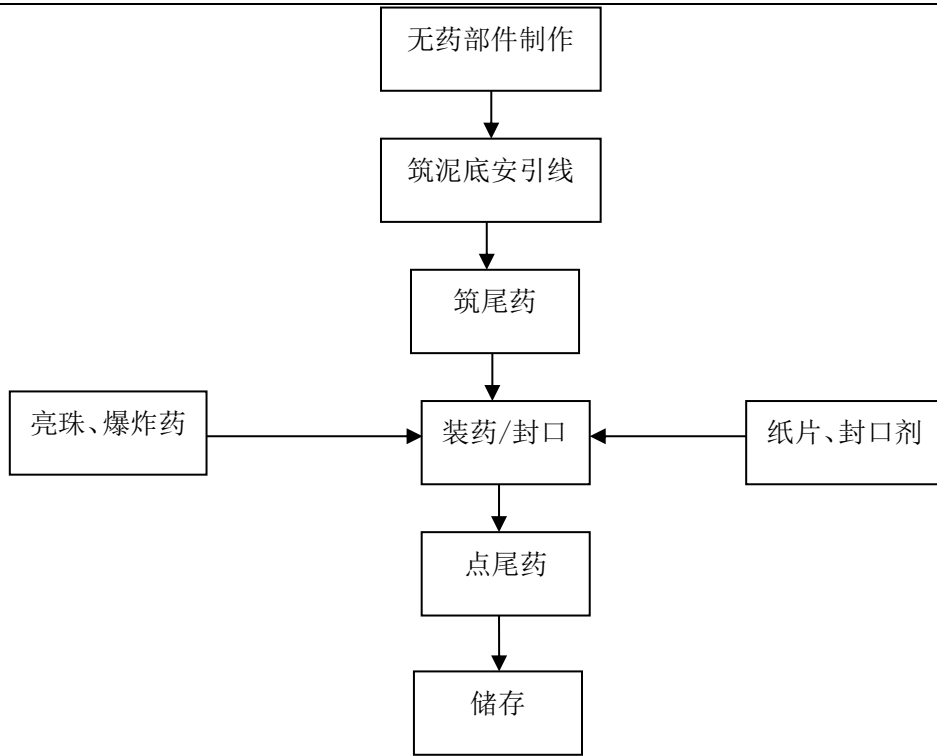 无药部件制作
筑泥底安引线
筑尾药
亮珠、爆炸药
装药/封口
纸片、封口剂
点尾药
储存